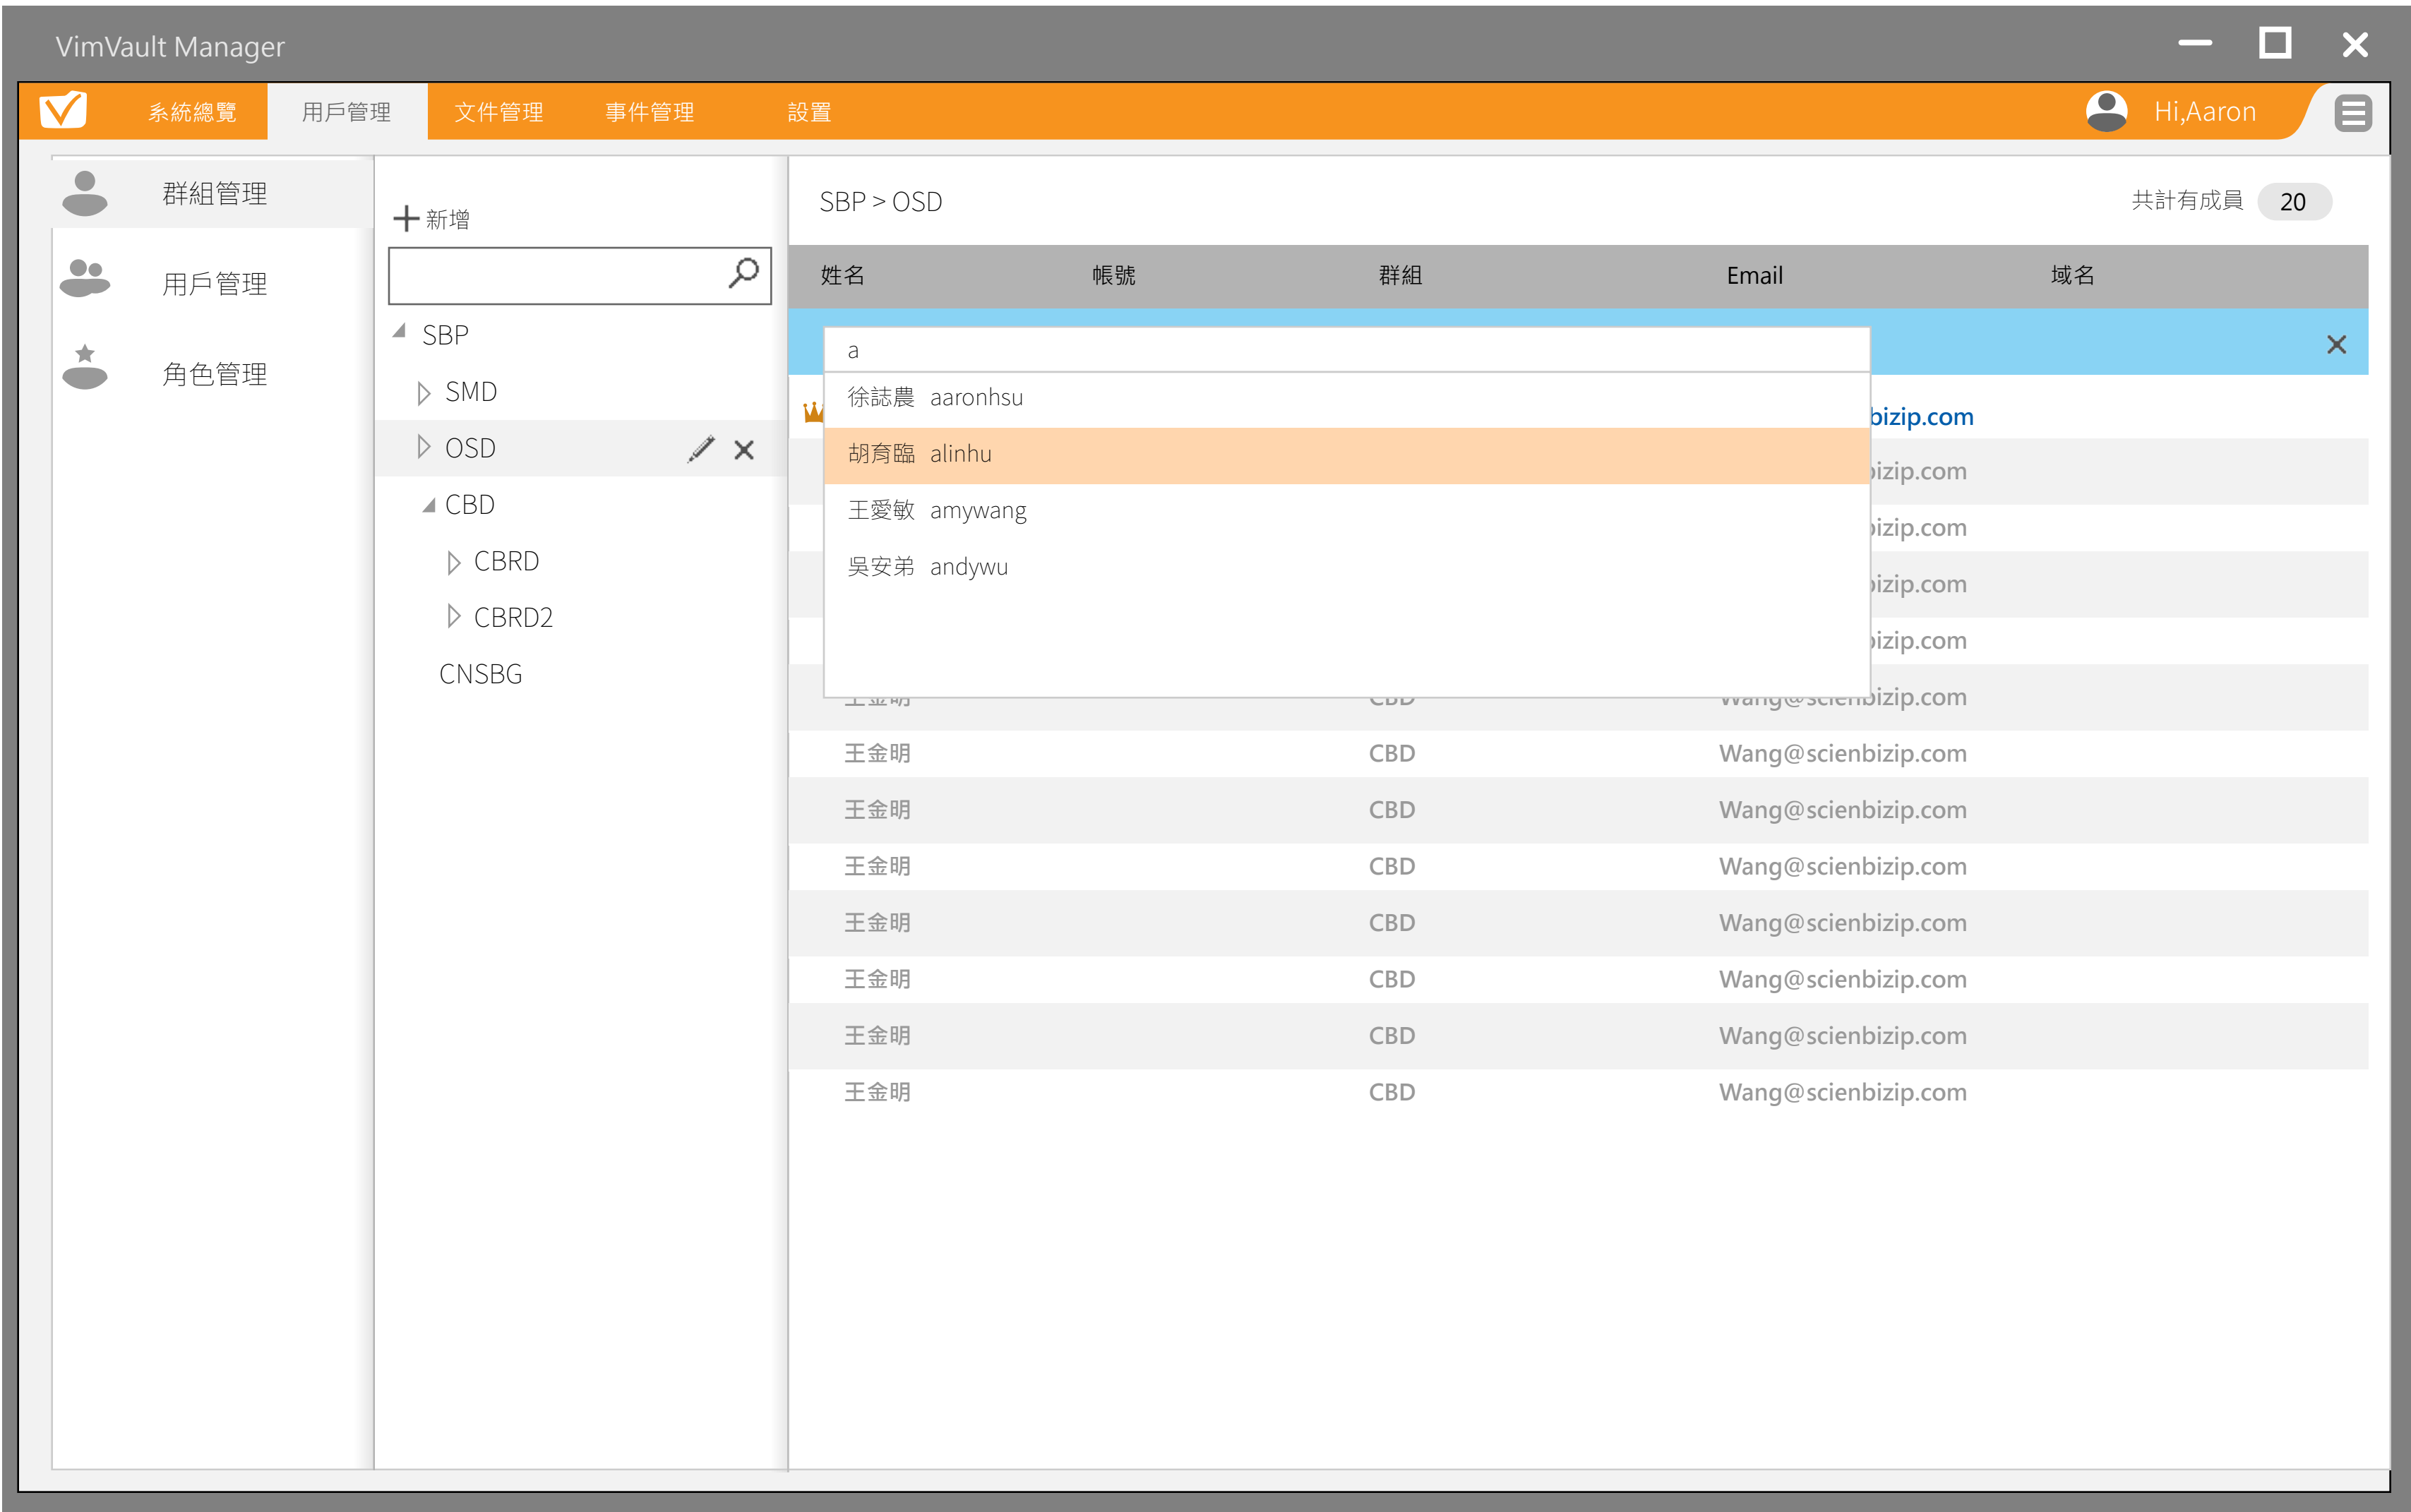 VimVault Manager
系統總覽 用戶管理 文件管理 事件管理 設置 Hi,Aaron
群組管理
用戶管理
角色管理
新增
SBP
SMD
OSD
CBD
CBRD
CBRD2
CNSBG
SBP > OSD 共計有成員 20
姓名 帳號 群組 Email 域名
a
徐誌農 aaronhsu
胡育臨 alinhu
王愛敏 amywang
吳安弟 andywu
bizip.com
izip.com
izip.com
izip.com
izip.com
王金明 CBD Wang@scienbizip.com
王金明 CBD Wang@scienbizip.com
王金明 CBD Wang@scienbizip.com
王金明 CBD Wang@scienbizip.com
王金明 CBD Wang@scienbizip.com
王金明 CBD Wang@scienbizip.com
王金明 CBD Wang@scienbizip.com
王金明 CBD Wang@scienbizip.com